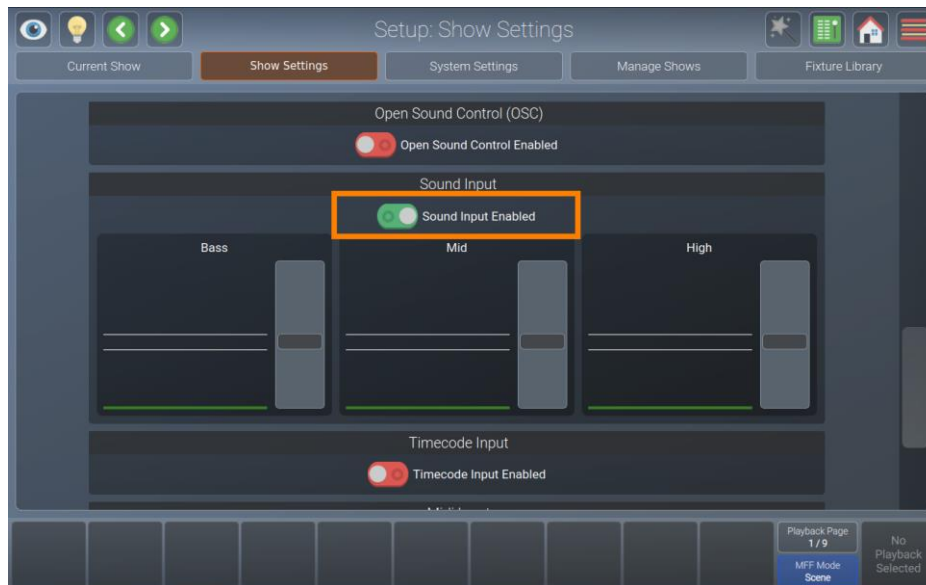 Setup: Show Settings
Current Show
Show Settings
System Settings
Manage Shows
Fixture Library
Open Sound Control (OSC)
Open Sound Control Enabled
Sound Input
Sound Input Enabled
Bass
Mid
High
Timecode Input
Timecode Input Enabled
Playback Page
1 / 9
MFF Mode
Scene
No
Playback
Selected